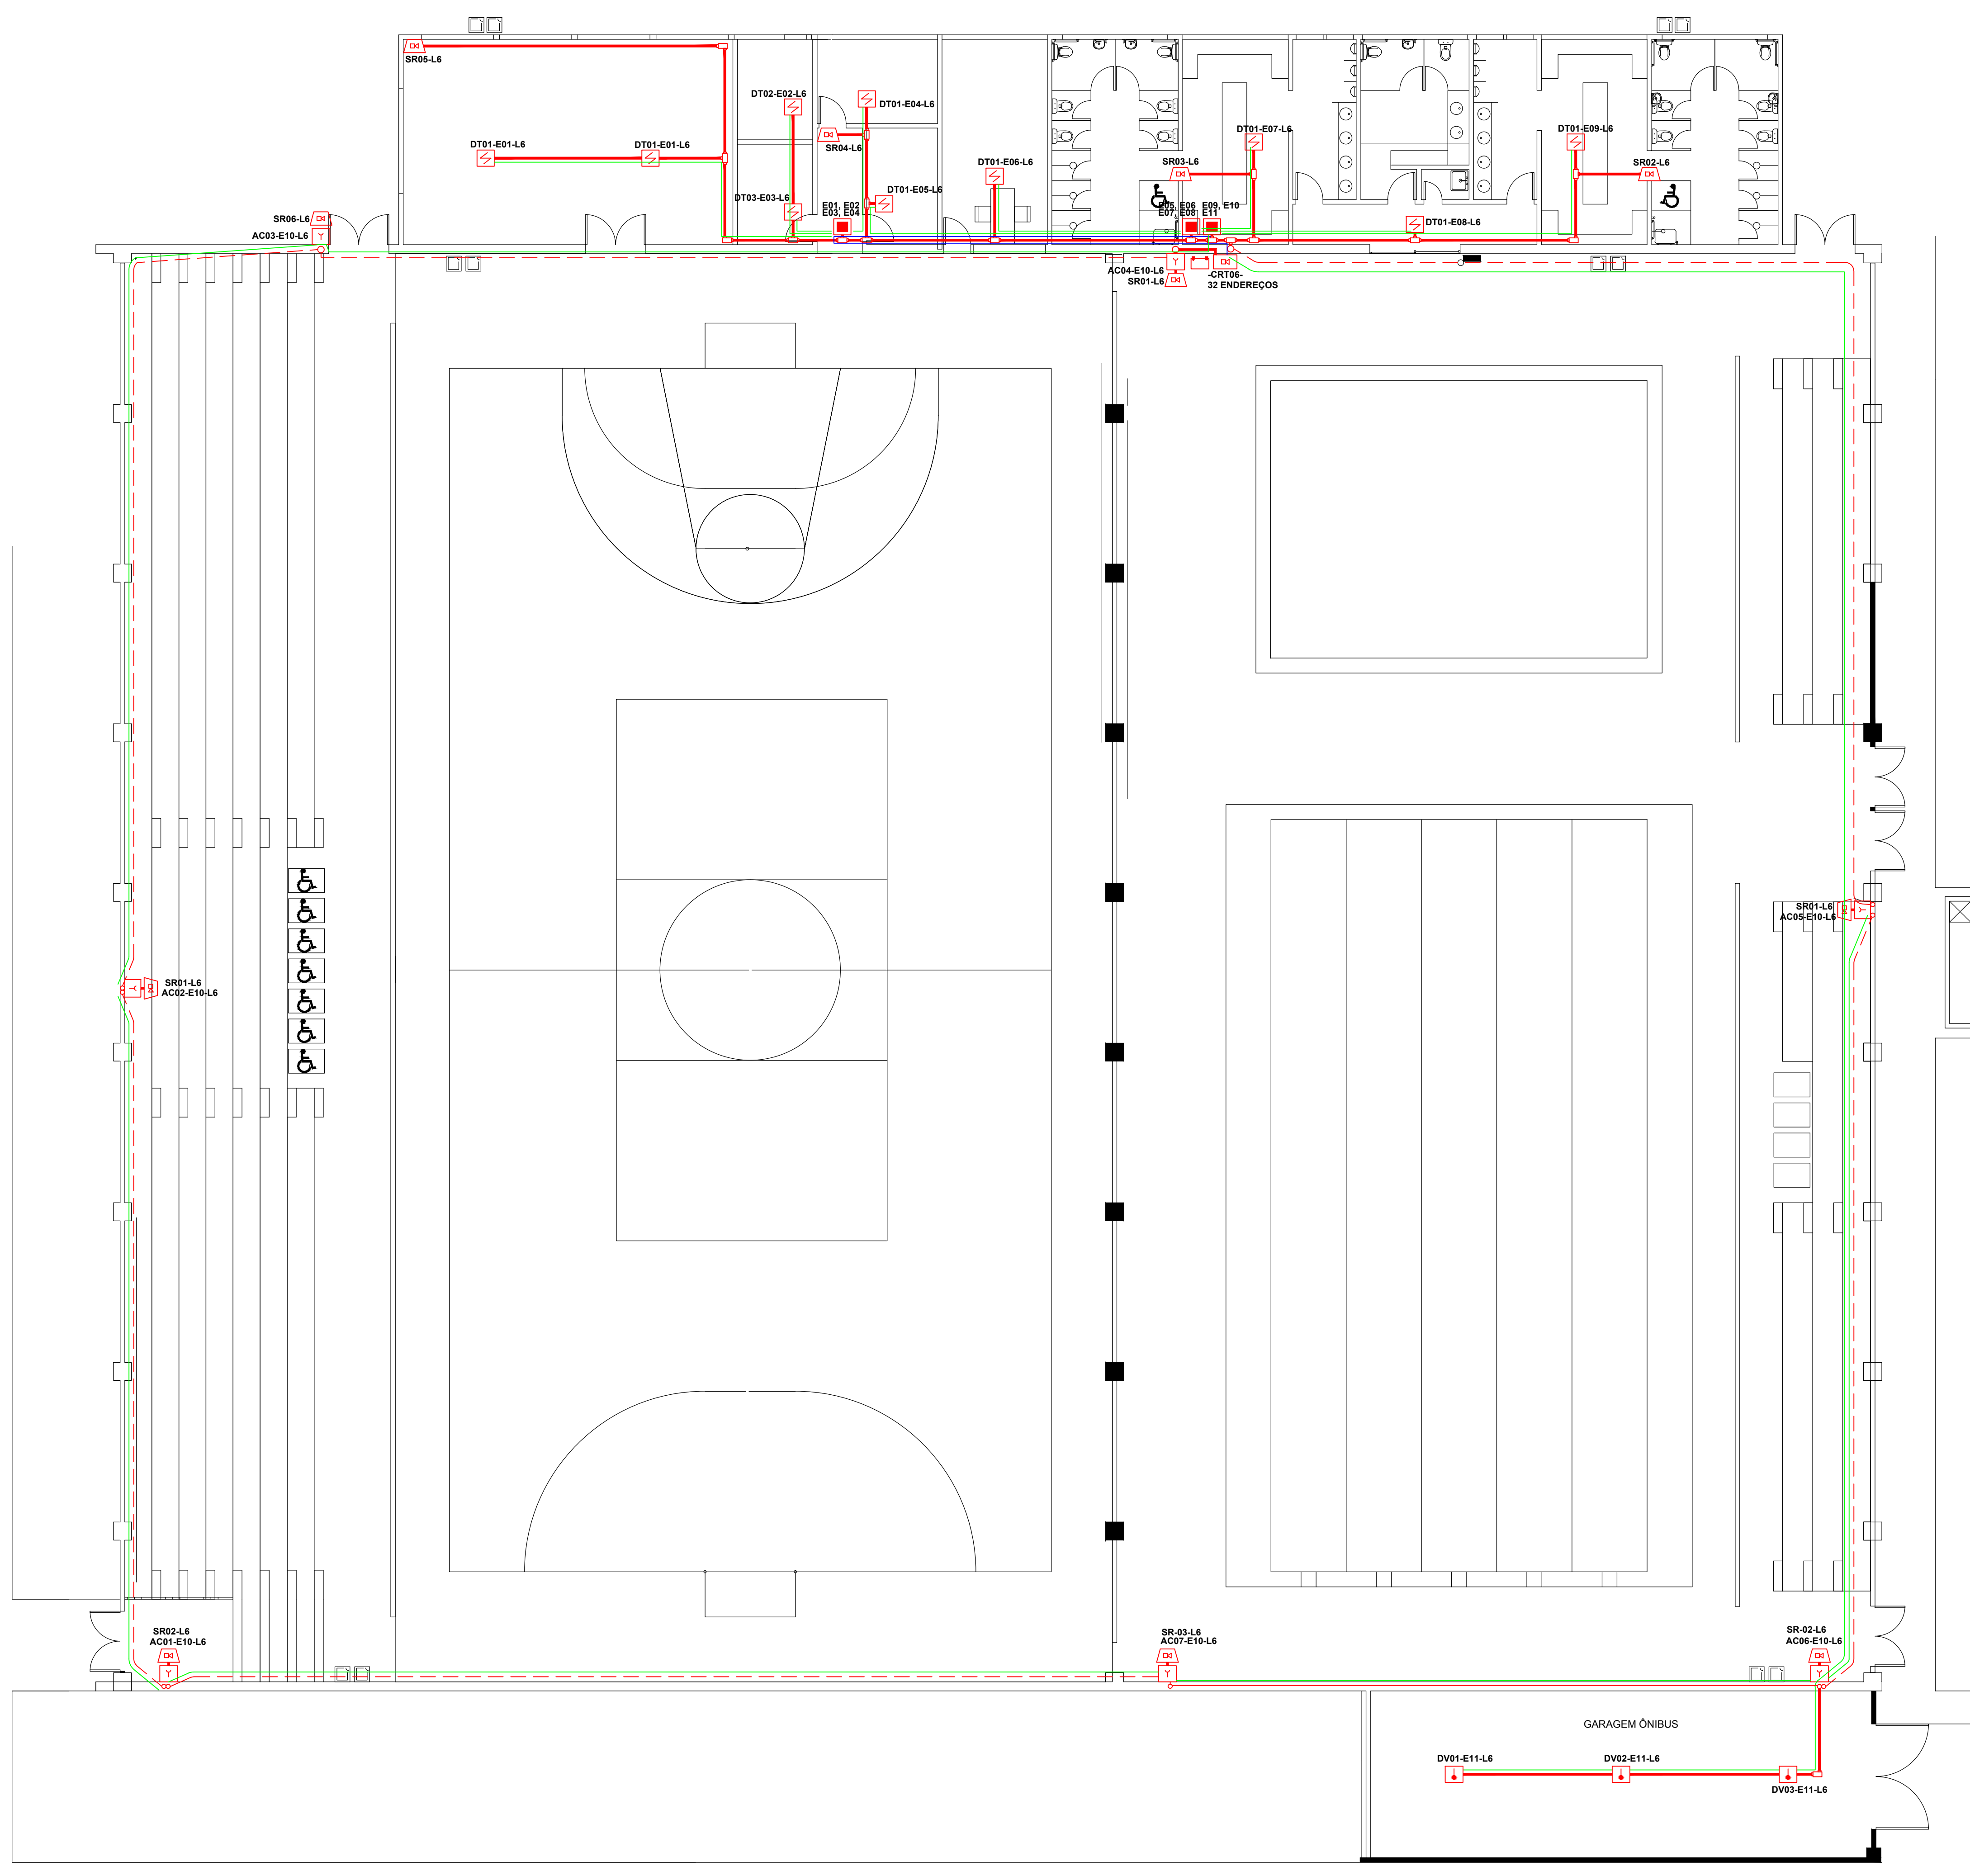 SR05-L6
DT02-E02-L6
DT01-E04-L6
DT01-E01-L6
DT01-E01-L6
SR04-L6
DT01-E06-L6
SR03-L6
DT01-E07-L6
DT01-E09-L6
SR02-L6
DT03-E03-L6
DT01-E05-L6
E01, E02
E03, E04
E05, E06
E07, E08
E09, E10
E11
DT01-E08-L6
SR06-L6
AC03-E10-L6
AC04-E10-L6
SR01-L6
-CRT06-
32 ENDEREÇOS
SR01-L6
AC05-E10-L6
SR01-L6
AC02-E10-L6
SR02-L6
AC01-E10-L6
SR-03-L6
AC07-E10-L6
SR-02-L6
AC06-E10-L6
GARAGEM ÔNIBUS
DV01-E11-L6
DV02-E11-L6
DV03-E11-L6